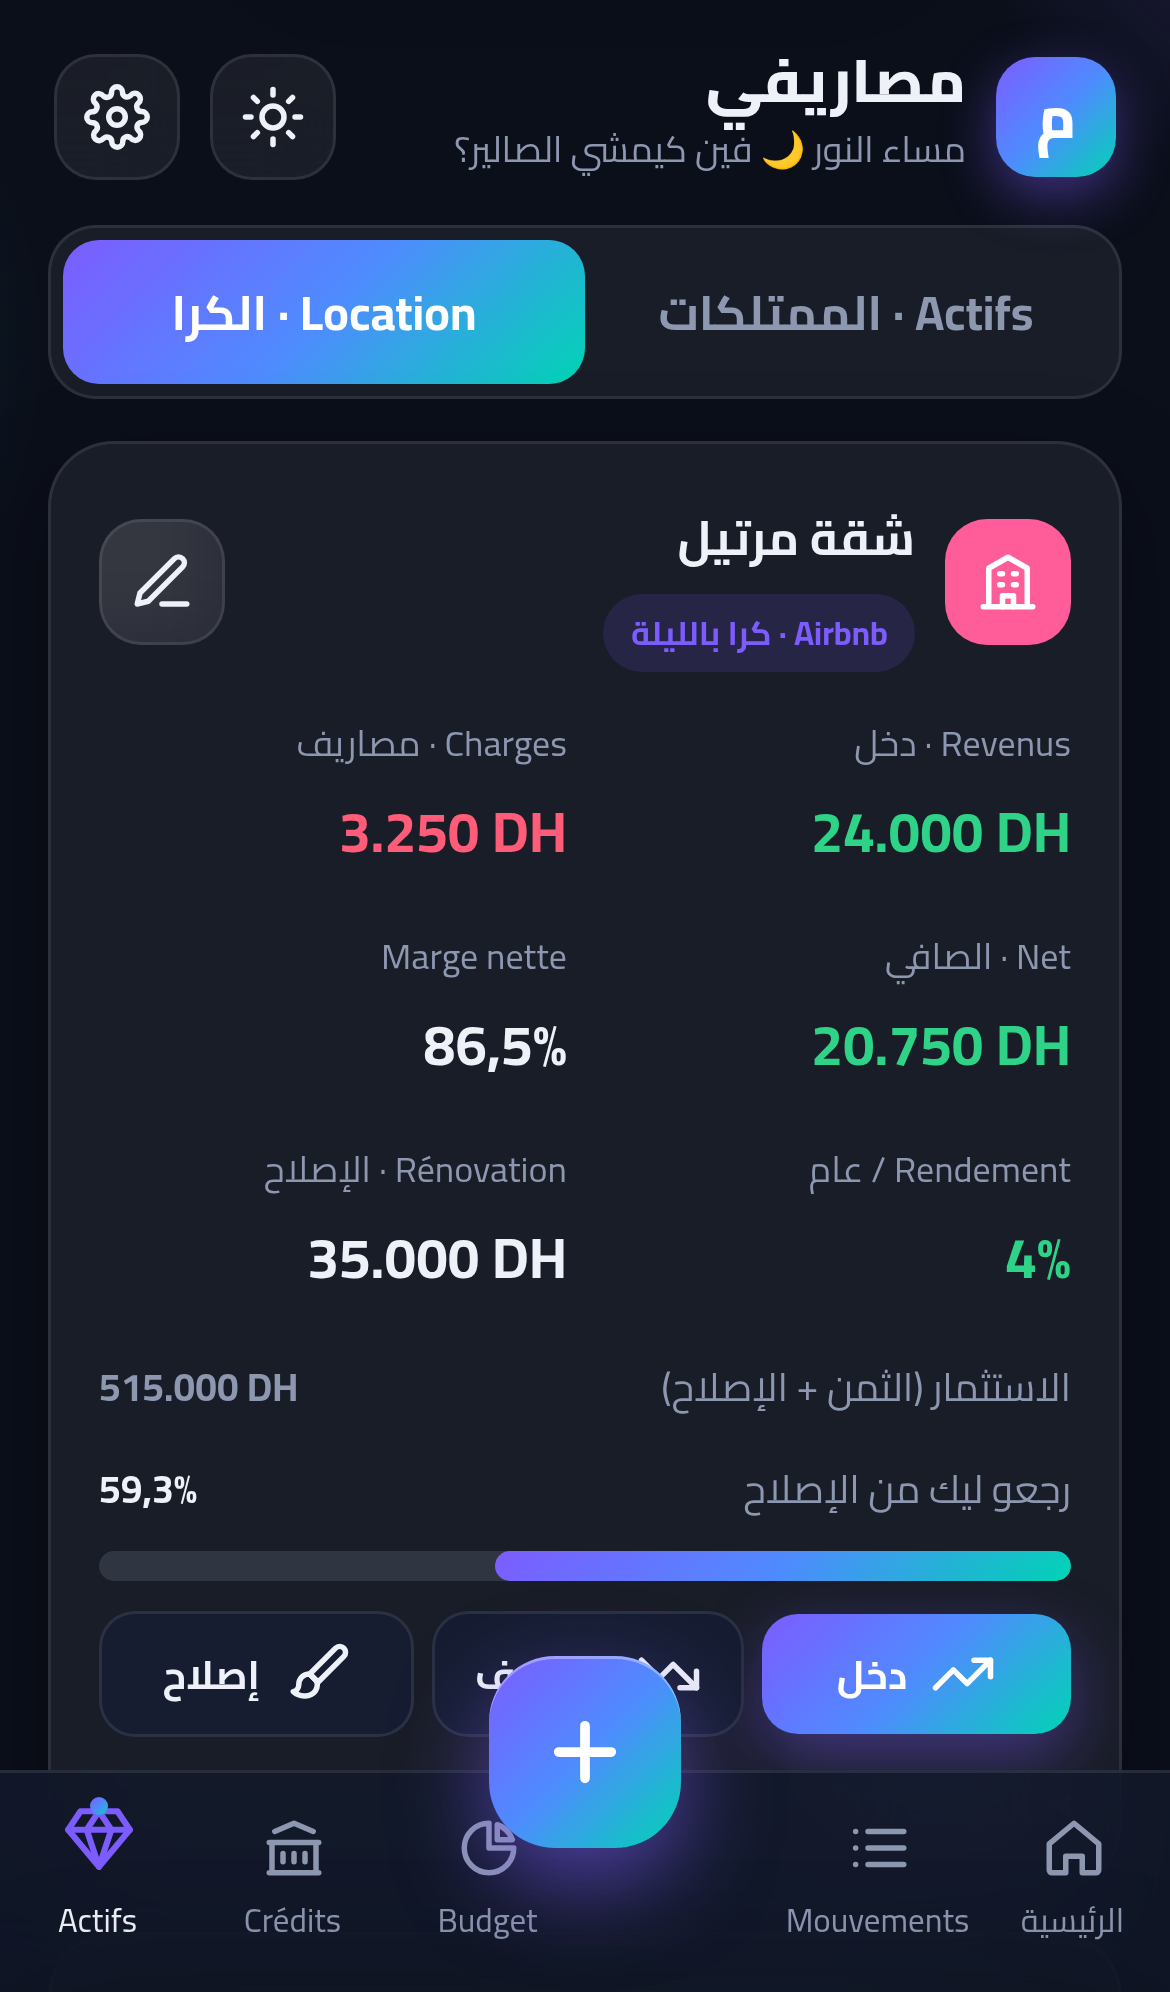 م
مصاريفي
مساء النور 🌙 فين كيمشي الصالير؟
Actifs · الممتلكات
Location · الكرا
شقة مرتيل
Airbnb · كرا بالليلة
Revenus · دخل
24.000 DH
Charges · مصاريف
3.250 DH
Net · الصافي
20.750 DH
Marge nette
86,5%
Rendement / عام
4%
Rénovation · الإصلاح
35.000 DH
الاستثمار (الثمن + الإصلاح)
515.000 DH
رجعو ليك من الإصلاح
59,3%
دخل
إصلاح
الرئيسية
Mouvements
Budget
Crédits
Actifs